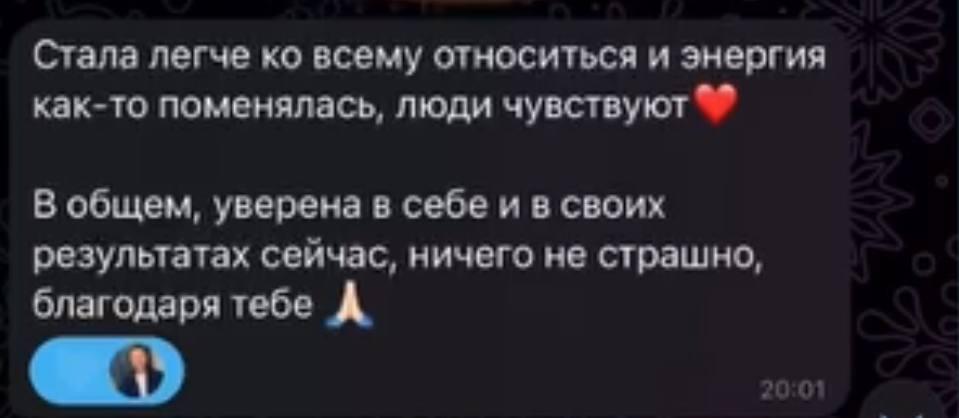 Стала легче ко всему относиться и энергия
как-то поменялась, люди чувствуют❤️
В общем, уверена в себе и в своих
результатах сейчас, ничего не страшно,
благодаря тебе 🙏🏻
20:01